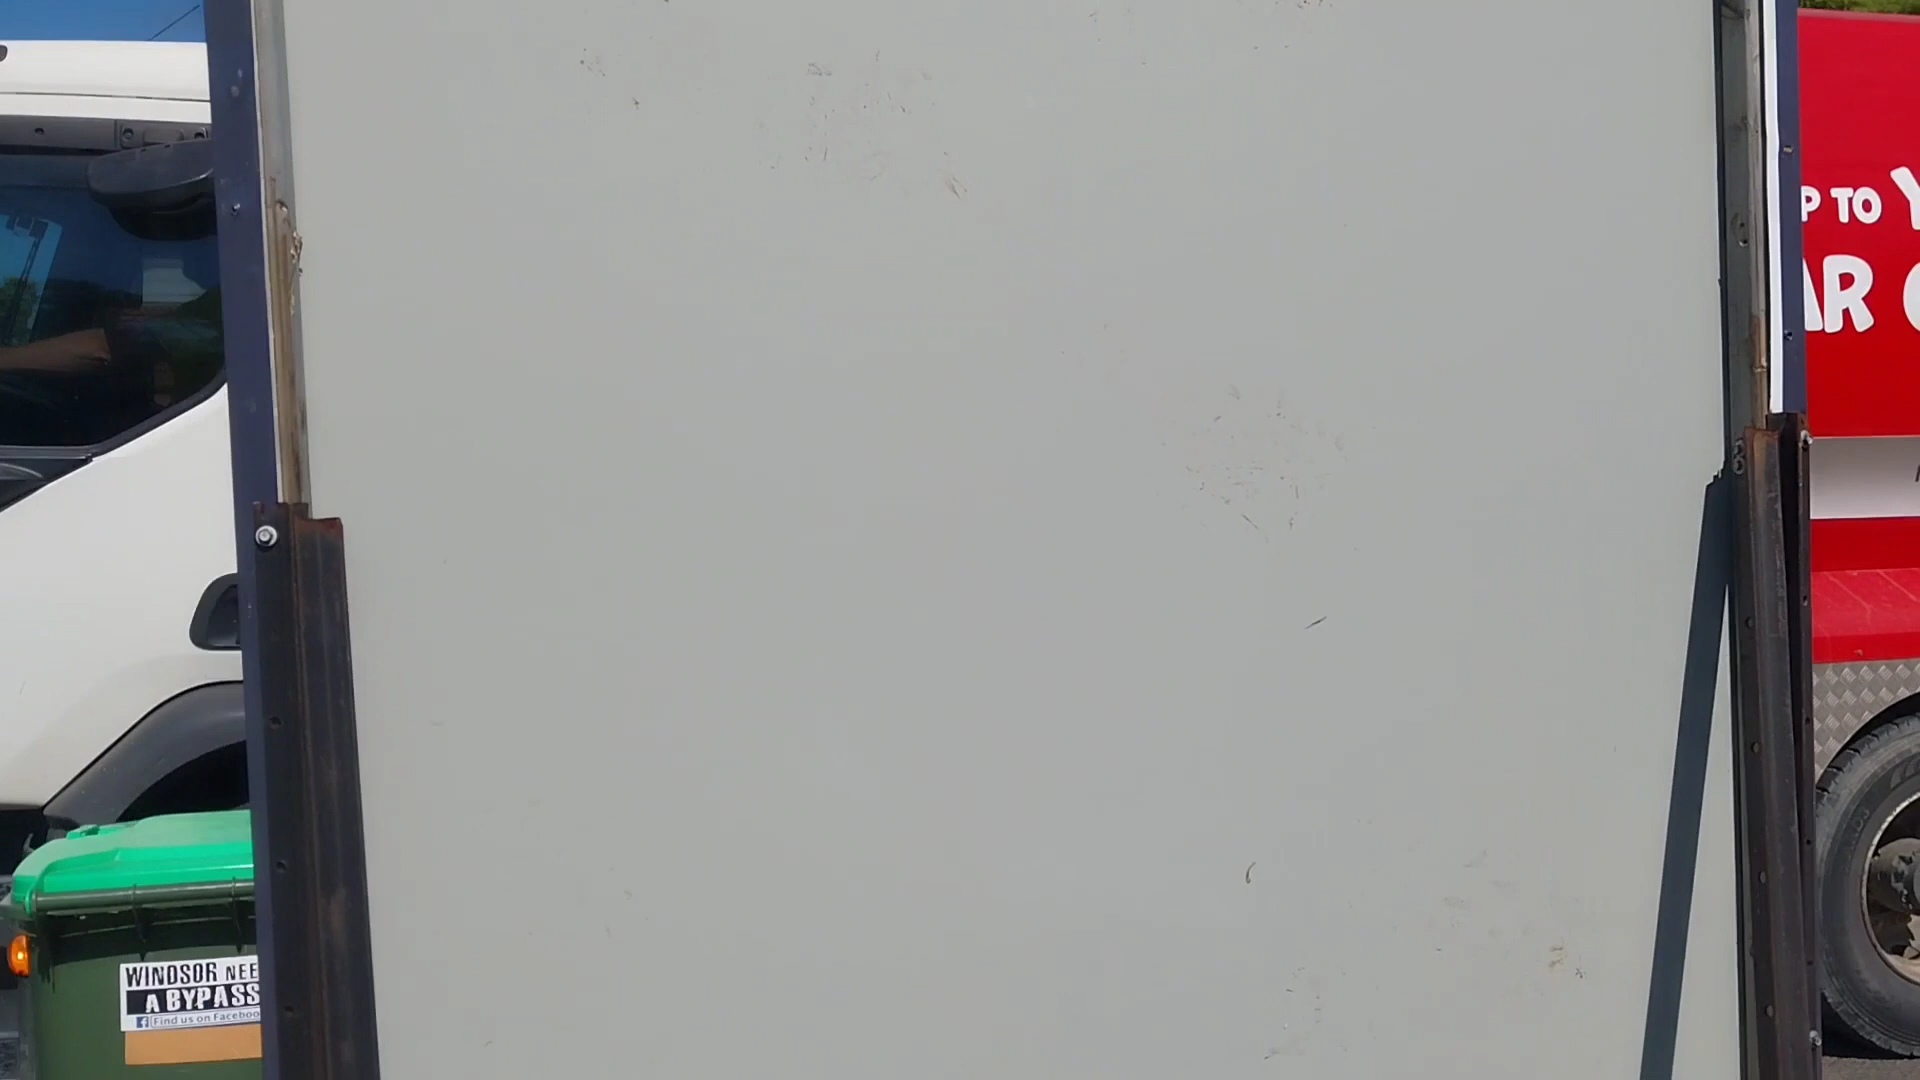 P TO
AR
WINDSOR NEE
A BYPASS
Find us on Faceboo